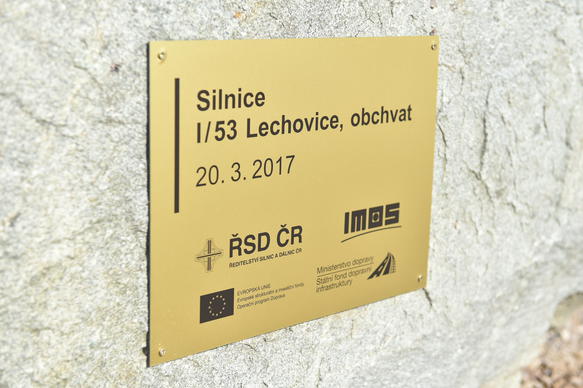 Silnice
I/53 Lechovice, obchvat
20. 3. 2017
IMOS
ŘSD ČR
ŘEDITELSTVÍ SILNIC A DÁLNIC ČR
Ministerstvo dopravy
Státní fond dopravní
infrastruktury
EVROPSKÁ UNIE
Evropské strukturální a investiční fondy
Operační program Doprava